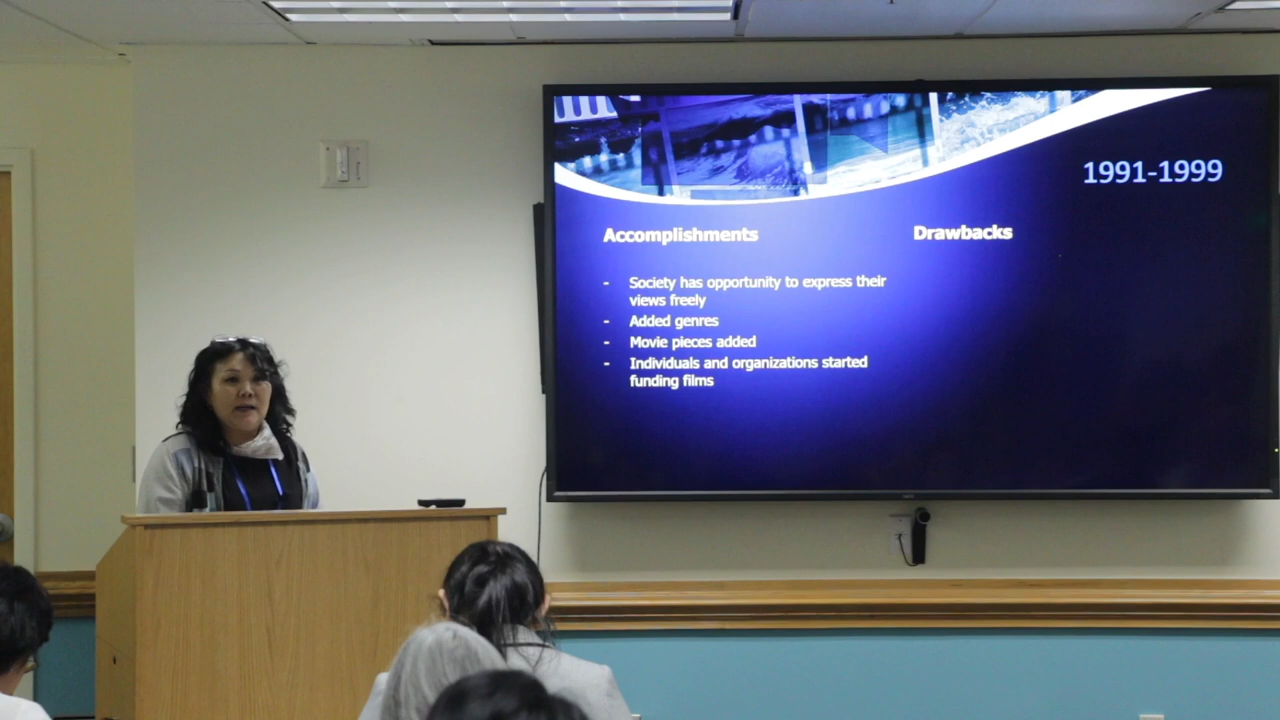 1991-1999
Accomplishments
Drawbacks
- Society has opportunity to express their
views freely
- Added genres
- Movie pieces added
- Individuals and organizations started
funding films